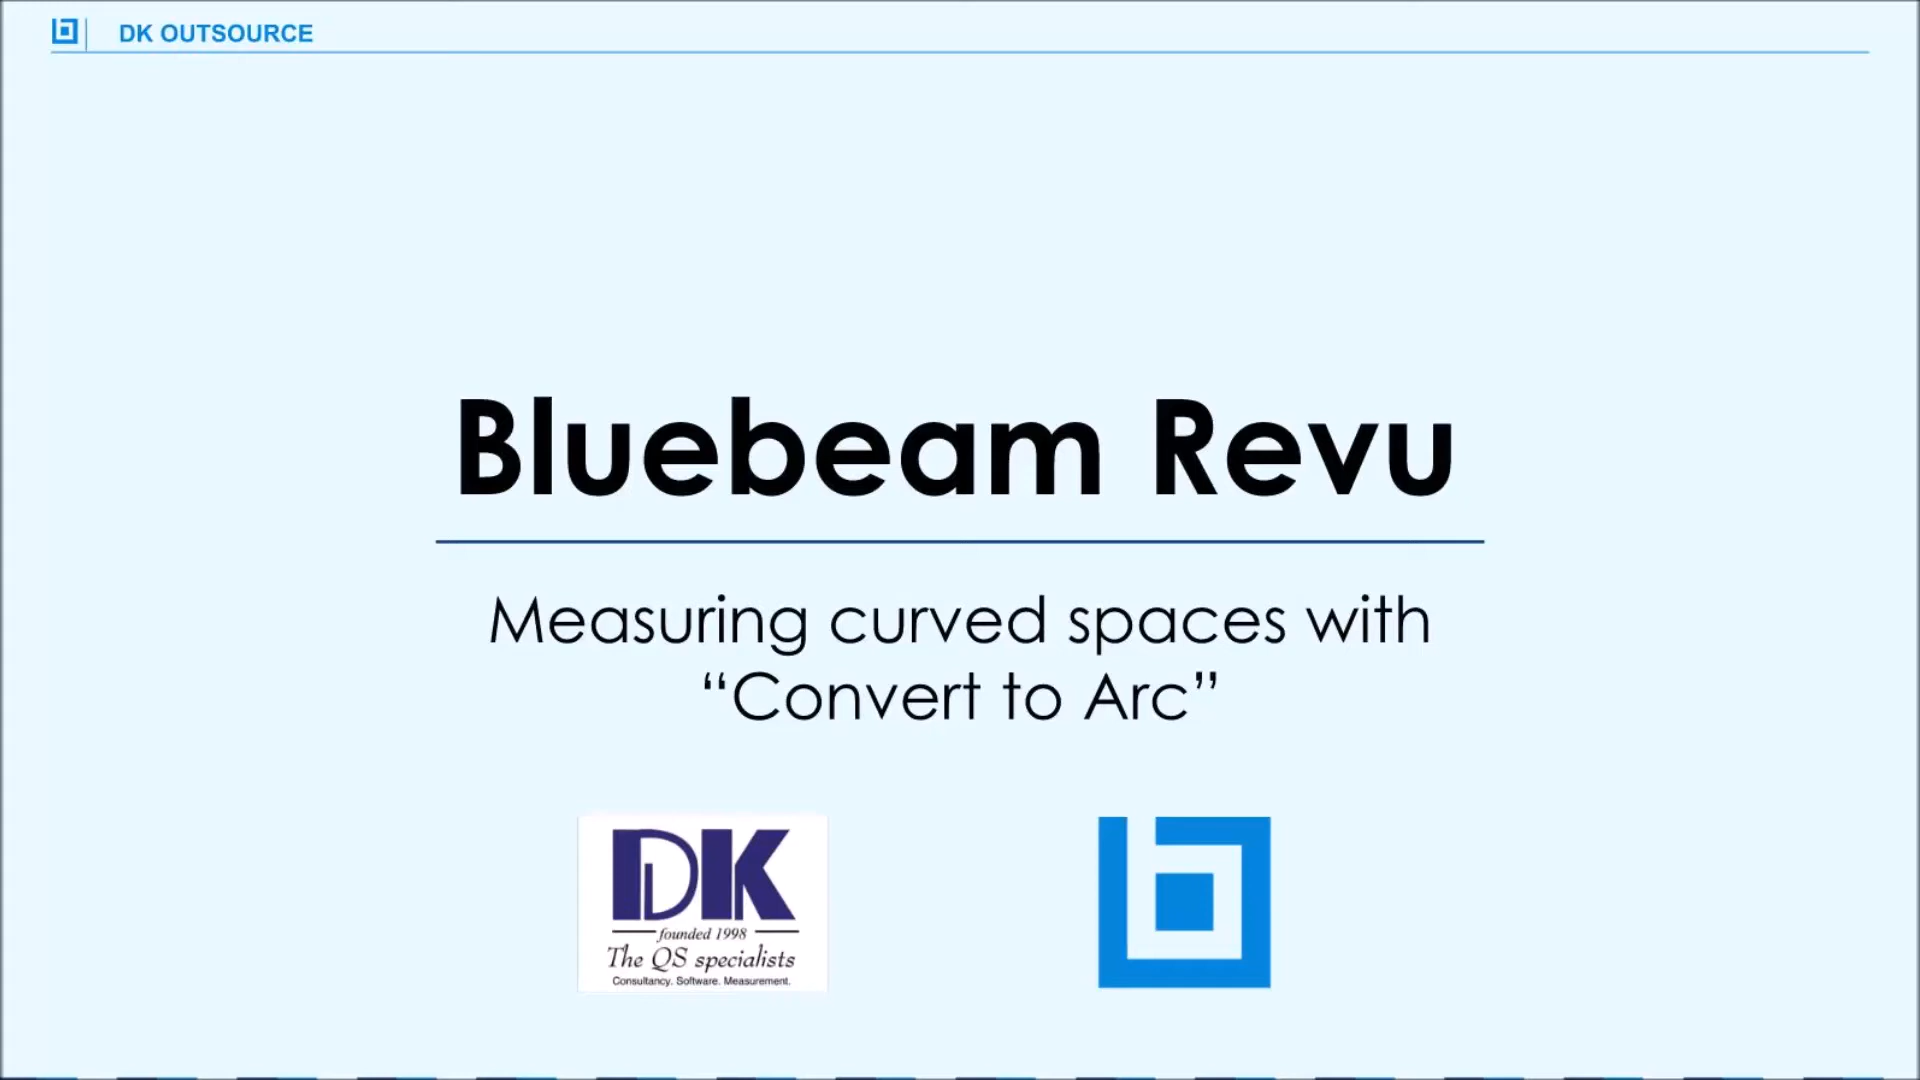 DK OUTSOURCE
Bluebeam Revu
Measuring curved spaces with
“Convert to Arc”
DK
founded 1998
The QS specialists
Consultancy. Software. Measurement.